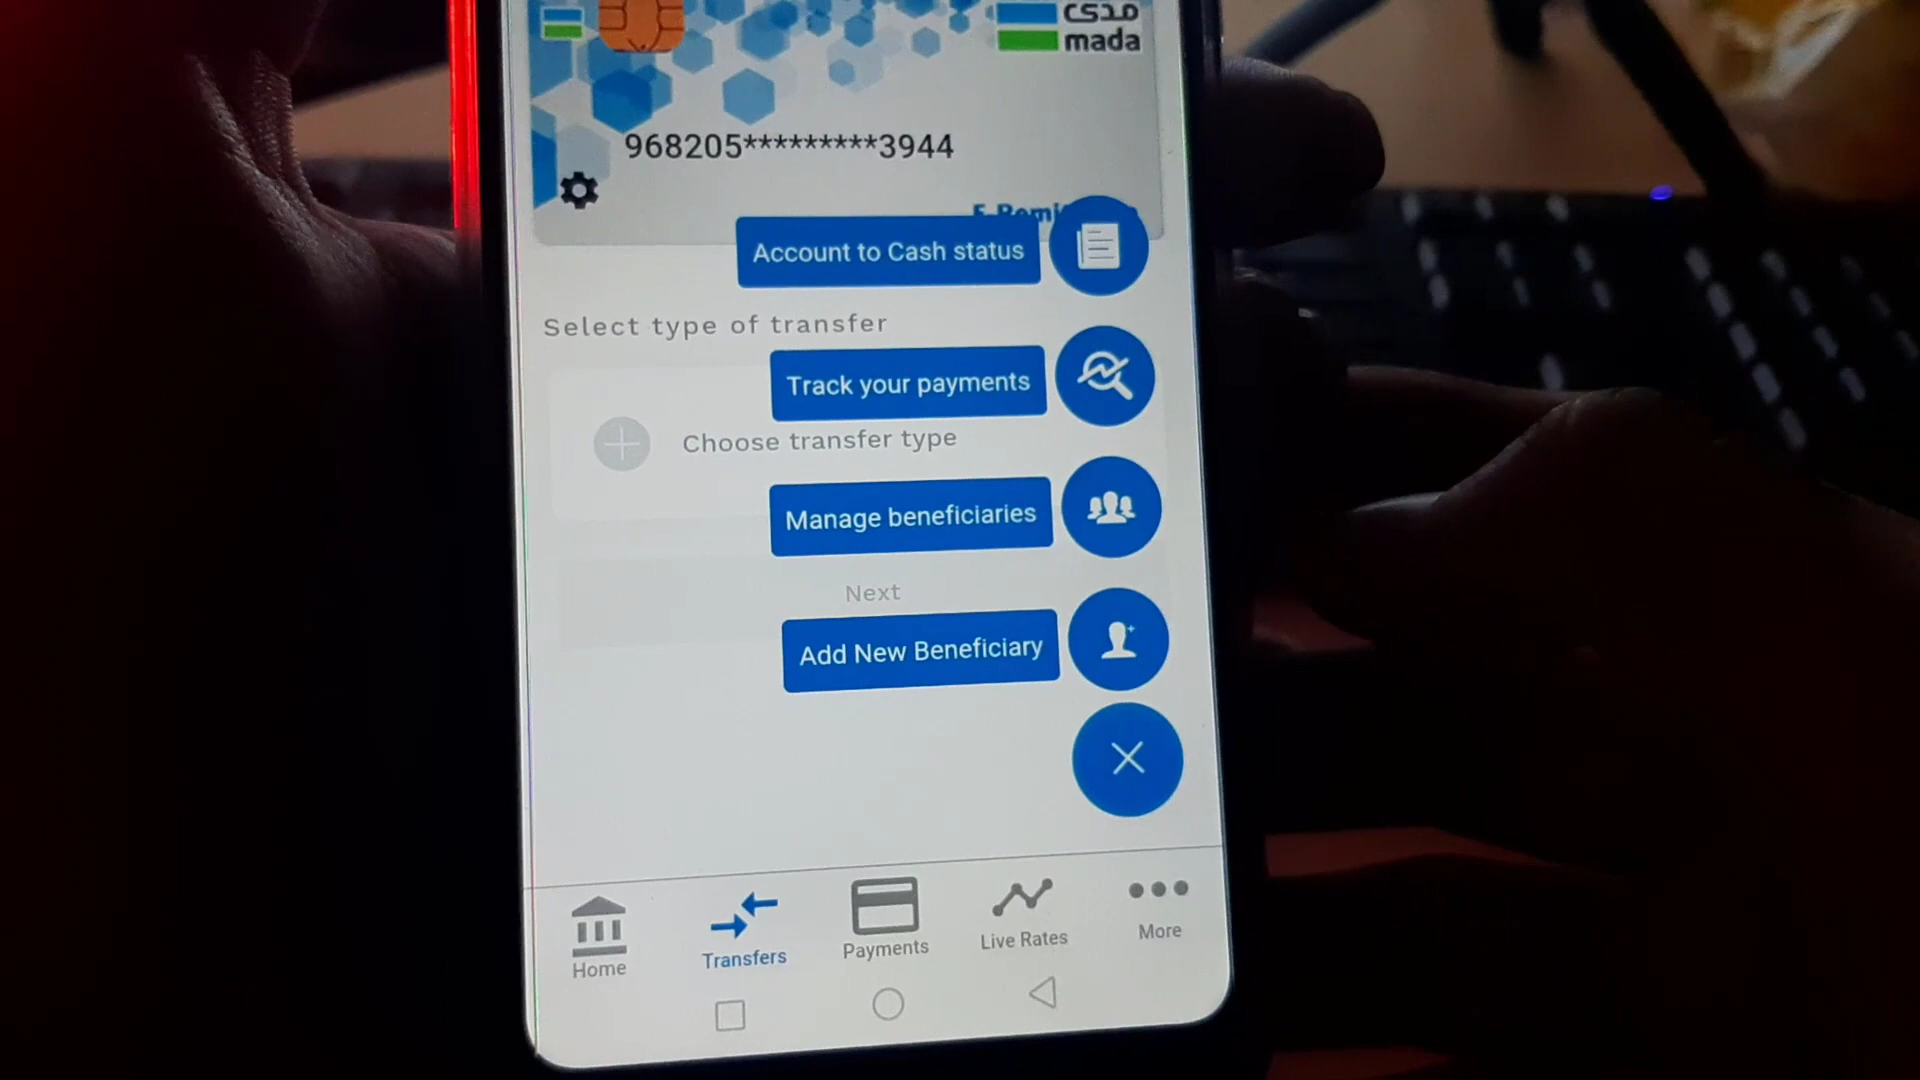 مدى
mada
968205*********3944
Account to Cash status
Select type of transfer
Track your payments
Choose transfer type
Manage beneficiaries
Next
Add New Beneficiary
Home
Transfers
Payments
Live Rates
More